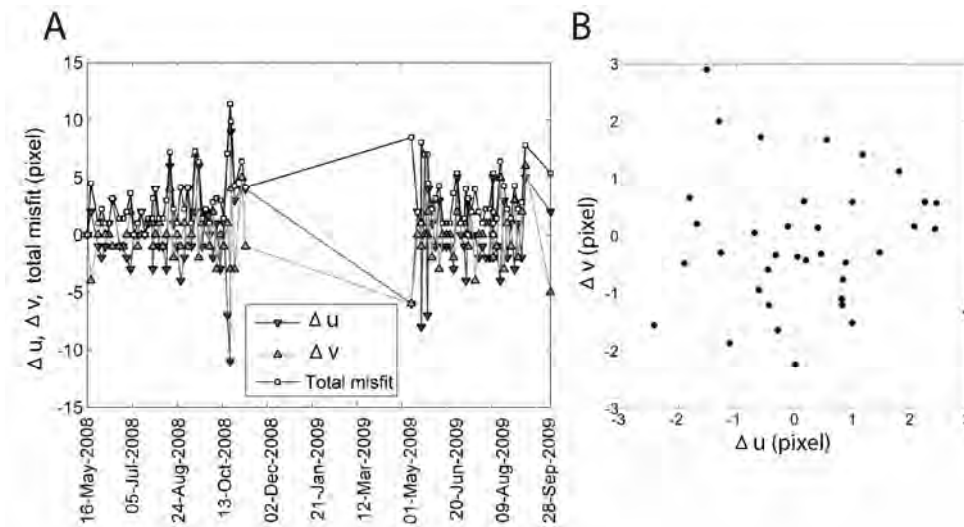 A
B
Δ u, Δ v, total misfit (pixel)
15
10
5
0
-5
-10
-15
Δ u
Δ v
Total misfit
16-May-2008
05-Jul-2008
24-Aug-2008
13-Oct-2008
02-Dec-2008
21-Jan-2009
12-Mar-2009
01-May-2009
20-Jun-2009
09-Aug-2009
28-Sep-2009
Δ v (pixel)
3
2
1
0
-1
-2
-3
-3
-2
-1
0
1
2
Δ u (pixel)